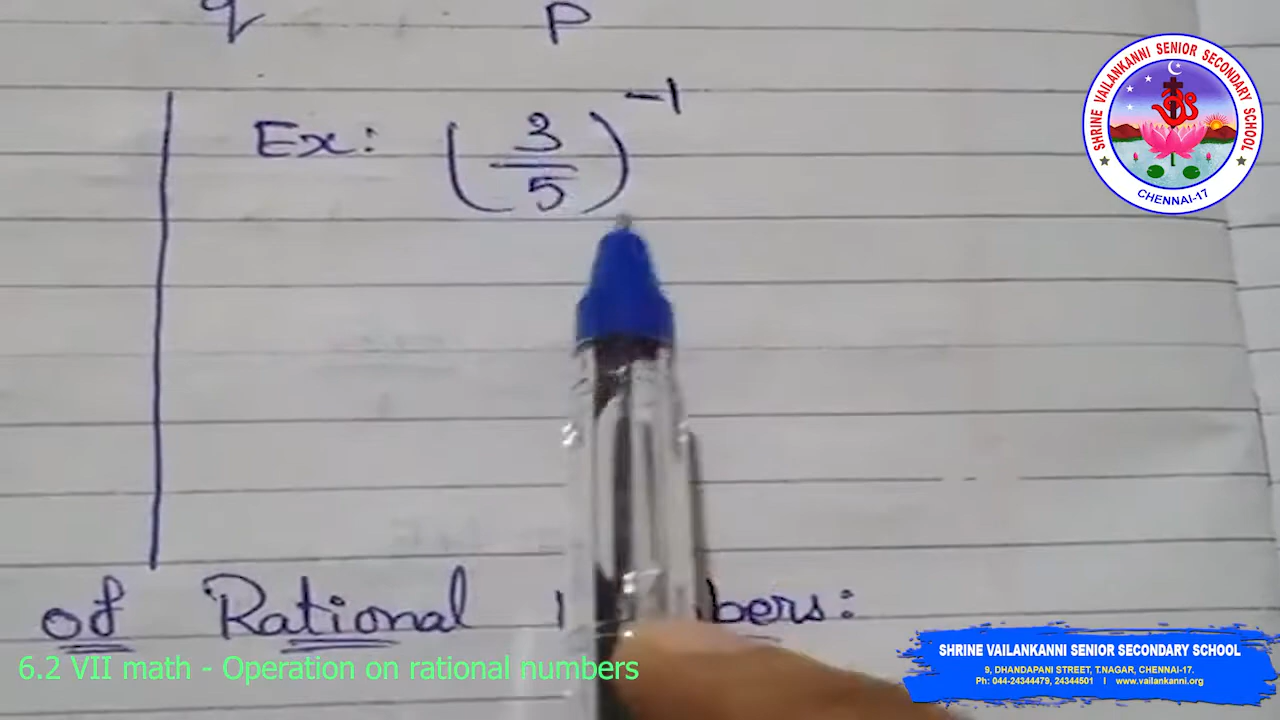 q p
Ex: (3/5)^-1
of Rational bers:
6.2 VII math - Operation on rational numbers
SHRINE VAILANKANNI SENIOR SECONDARY SCHOOL
CHENNAI-17
SHRINE VAILANKANNI SENIOR SECONDARY SCHOOL
9. DHANDAPANI STREET, T.NAGAR, CHENNAI-17.
Ph: 044-24344479, 24344501 I www.vailankanni.org